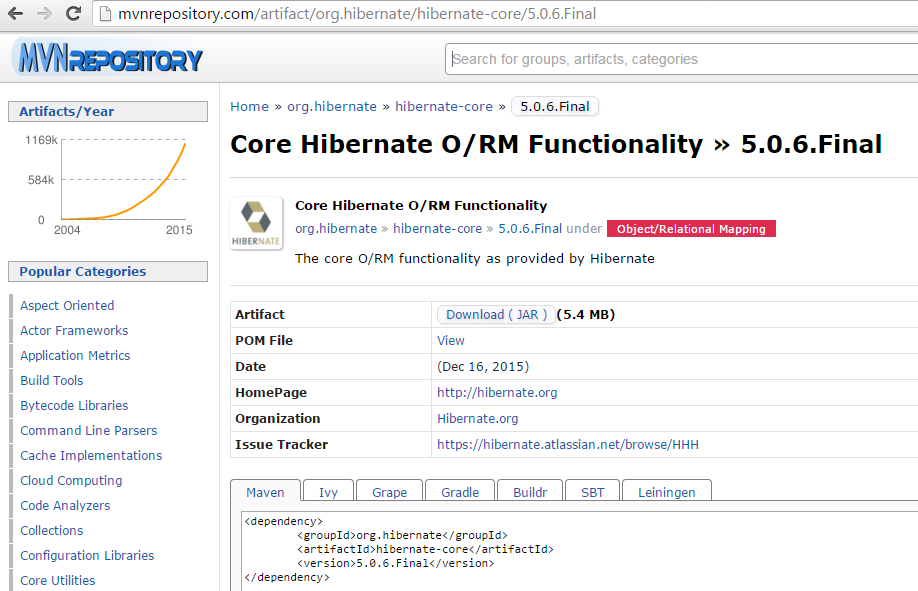 mvnrepository.com/artifact/org.hibernate/hibernate-core/5.0.6.Final
MVNREPOSITORY
Search for groups, artifacts, categories
Artifacts/Year
1169k
584k
0
2004 2015
Popular Categories
Aspect Oriented
Actor Frameworks
Application Metrics
Build Tools
Bytecode Libraries
Command Line Parsers
Cache Implementations
Cloud Computing
Code Analyzers
Collections
Configuration Libraries
Core Utilities
Home » org.hibernate » hibernate-core » 5.0.6.Final
Core Hibernate O/RM Functionality » 5.0.6.Final
HIBERNATE
Core Hibernate O/RM Functionality
org.hibernate » hibernate-core » 5.0.6.Final under Object/Relational Mapping
The core O/RM functionality as provided by Hibernate
Artifact Download ( JAR ) (5.4 MB)
POM File View
Date (Dec 16, 2015)
HomePage http://hibernate.org
Organization Hibernate.org
Issue Tracker https://hibernate.atlassian.net/browse/HHH
Maven Ivy Grape Gradle Buildr SBT Leiningen
<dependency>
<groupId>org.hibernate</groupId>
<artifactId>hibernate-core</artifactId>
<version>5.0.6.Final</version>
</dependency>